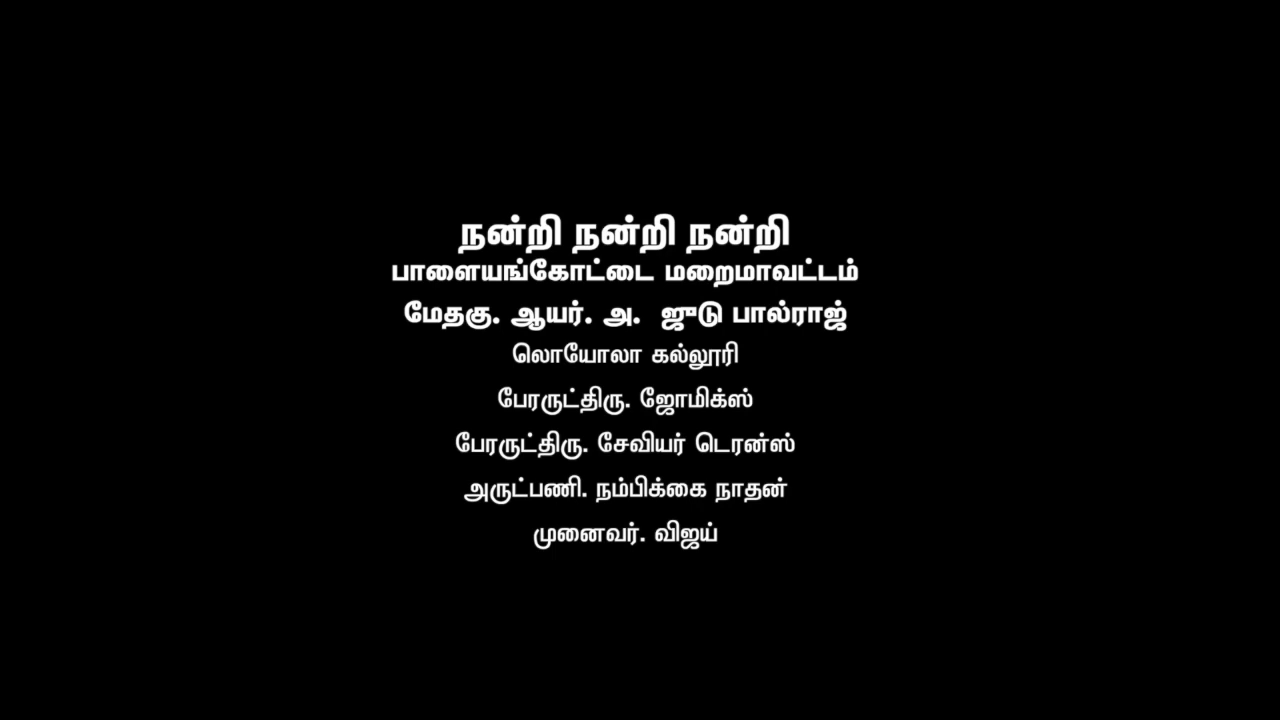 நன்றி நன்றி நன்றி
பாளையங்கோட்டை மறைமாவட்டம்
மேதகு. ஆயர். அ. ஜுடு பால்ராஜ்
லொயோலா கல்லூரி
பேரருட்திரு. ஜோமிக்ஸ்
பேரருட்திரு. சேவியர் டெரன்ஸ்
அருட்பணி. நம்பிக்கை நாதன்
முனைவர். விஜய்